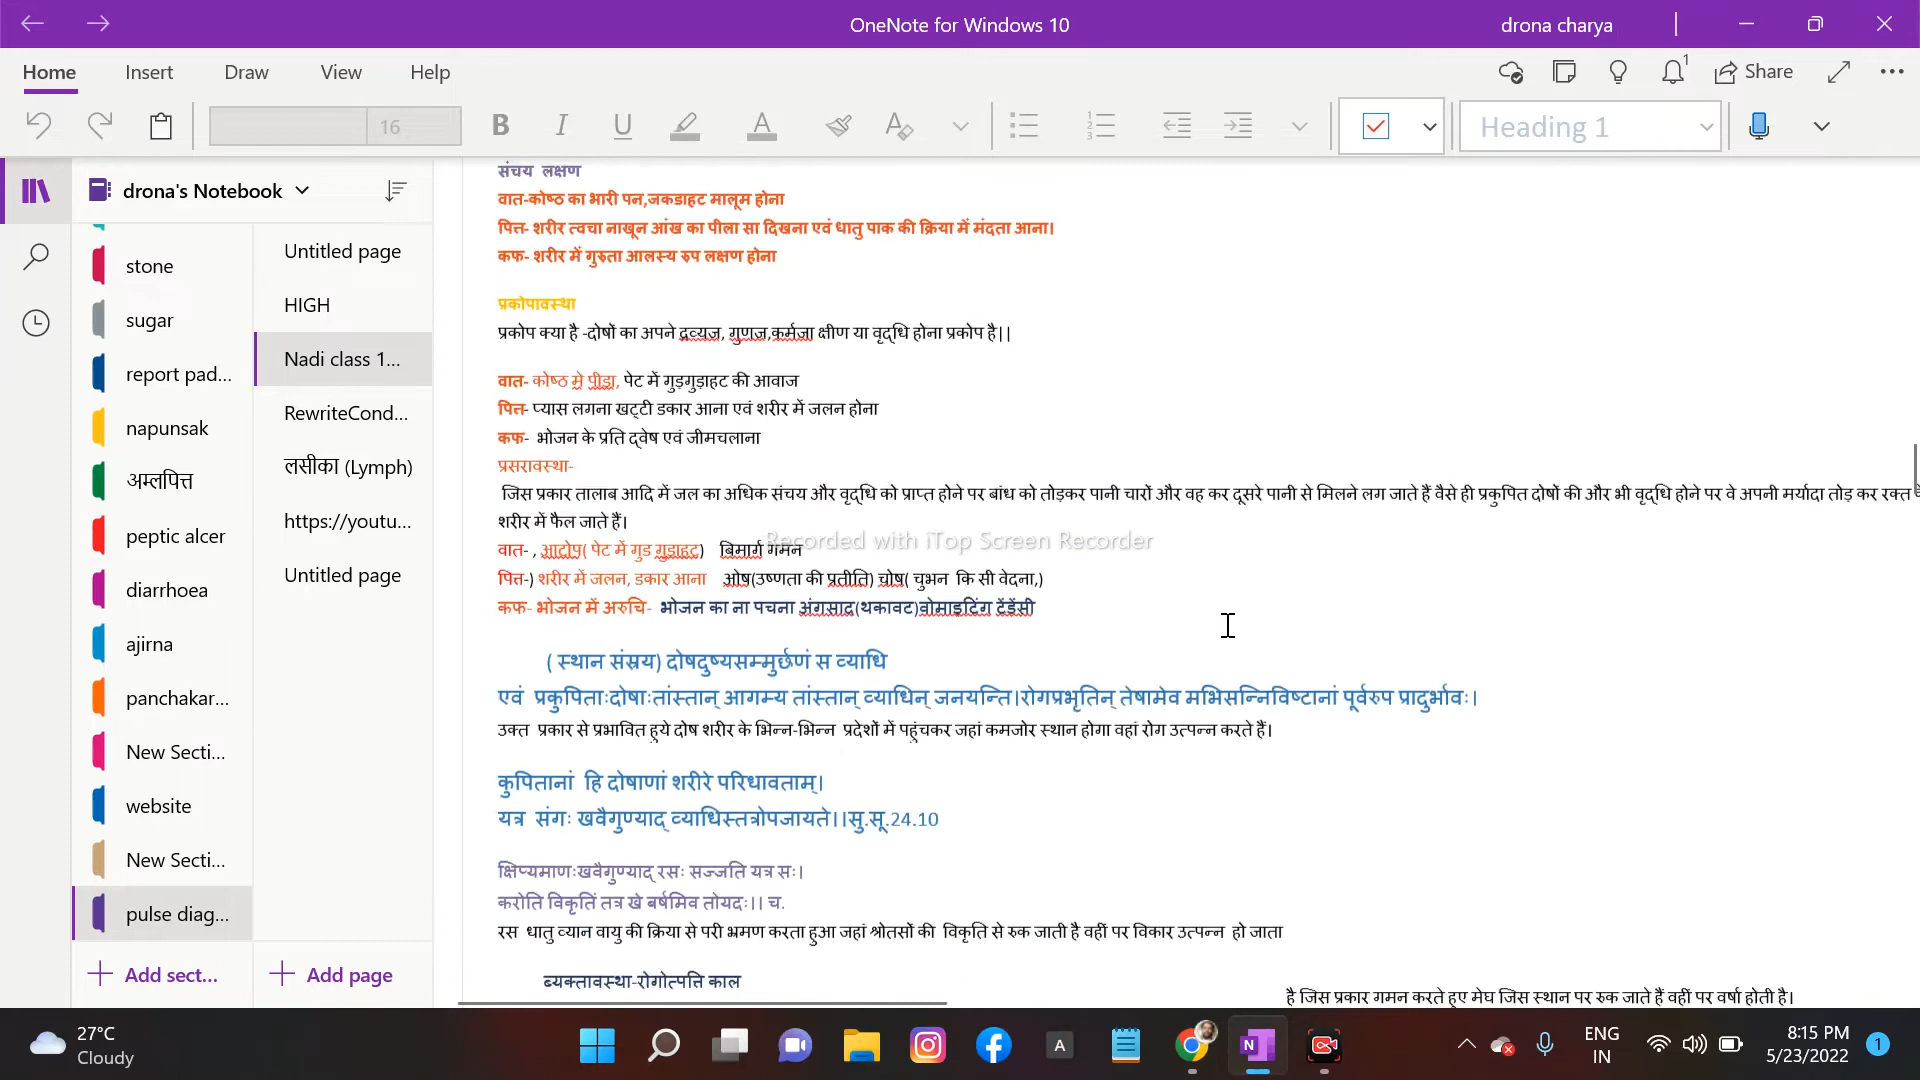 OneNote for Windows 10
drona charya
Home Insert Draw View Help
1
Share
16
B I U A A
Heading 1
drona's Notebook
stone
sugar
report pad...
napunsak
अम्लपित्त
peptic alcer
diarrhoea
ajirna
panchakar...
New Secti...
website
New Secti...
pulse diag...
Add sect...
Untitled page
HIGH
Nadi class 1...
RewriteCond...
लसीका (Lymph)
https://youtu...
Untitled page
Add page
संचय लक्षण
वात-कोष्ठ का भारी पन,जकडाहट मालूम होना
पित्त- शरीर त्वचा नाखून आंख का पीला सा दिखना एवं धातु पाक की क्रिया में मंदता आना।
कफ- शरीर में गुरुता आलस्य रुप लक्षण होना
प्रकोपावस्था
प्रकोप क्या है -दोषों का अपने द्रव्यज, गुणज,कर्मजा क्षीण या वृद्धि होना प्रकोप है||
वात- कोष्ठ मे पीड़ा, पेट में गुड़गुड़ाहट की आवाज
पित्त- प्यास लगना खट्टी डकार आना एवं शरीर में जलन होना
कफ- भोजन के प्रति द्वेष एवं जीमचलाना
प्रसरावस्था-
जिस प्रकार तालाब आदि में जल का अधिक संचय और वृद्धि को प्राप्त होने पर बांध को तोड़कर पानी चारों और वह कर दूसरे पानी से मिलने लग जाते हैं वैसे ही प्रकुपित दोषों की और भी वृद्धि होने पर वे अपनी मर्यादा तोड़ कर रक्त
शरीर में फैल जाते हैं।
Recorded with iTop Screen Recorder
वात- , आटोप( पेट में गुड गुडाहट) बिमार्ग गमन
पित्त-) शरीर में जलन, डकार आना ओष(उष्णता की प्रतीति) चोष( चुभन कि सी वेदना,)
कफ- भोजन में अरुचि- भोजन का ना पचना अंगसाद(थकावट)वोमाइटिंग टेंडेंसी
( स्थान संस्रय) दोषदुष्यसम्मुर्छणं स व्याधि
एवं प्रकुपिताःदोषाःतांस्तान् आगम्य तांस्तान् व्याधिन् जनयन्ति।रोगप्रभृतिन् तेषामेव मभिसन्निविष्टानां पूर्वरुप प्रादुर्भावः।
उक्त प्रकार से प्रभावित हुये दोष शरीर के भिन्न-भिन्न प्रदेशों में पहुंचकर जहां कमजोर स्थान होगा वहां रोग उत्पन्न करते हैं।
कुपितानां हि दोषाणां शरीरे परिधावताम्।
यत्र संगः खवैगुण्याद् व्याधिस्तत्रोपजायते।।सु.सू.24.10
क्षिप्यमाणःखवैगुण्याद् रसः सज्जति यत्र सः।
करोति विकृतिं तत्र खे बर्षमिव तोयदः।। च.
रस धातु व्यान वायु की क्रिया से परी भ्रमण करता हुआ जहां श्रोतसों की विकृति से रुक जाती है वहीं पर विकार उत्पन्न हो जाता
ब्यक्तावस्था-रोगोत्पत्ति काल
है जिस प्रकार गमन करते हुए मेघ जिस स्थान पर रुक जाते हैं वहीं पर वर्षा होती है।
27°C
Cloudy
A
N
ENG
IN
8:15 PM
5/23/2022
1